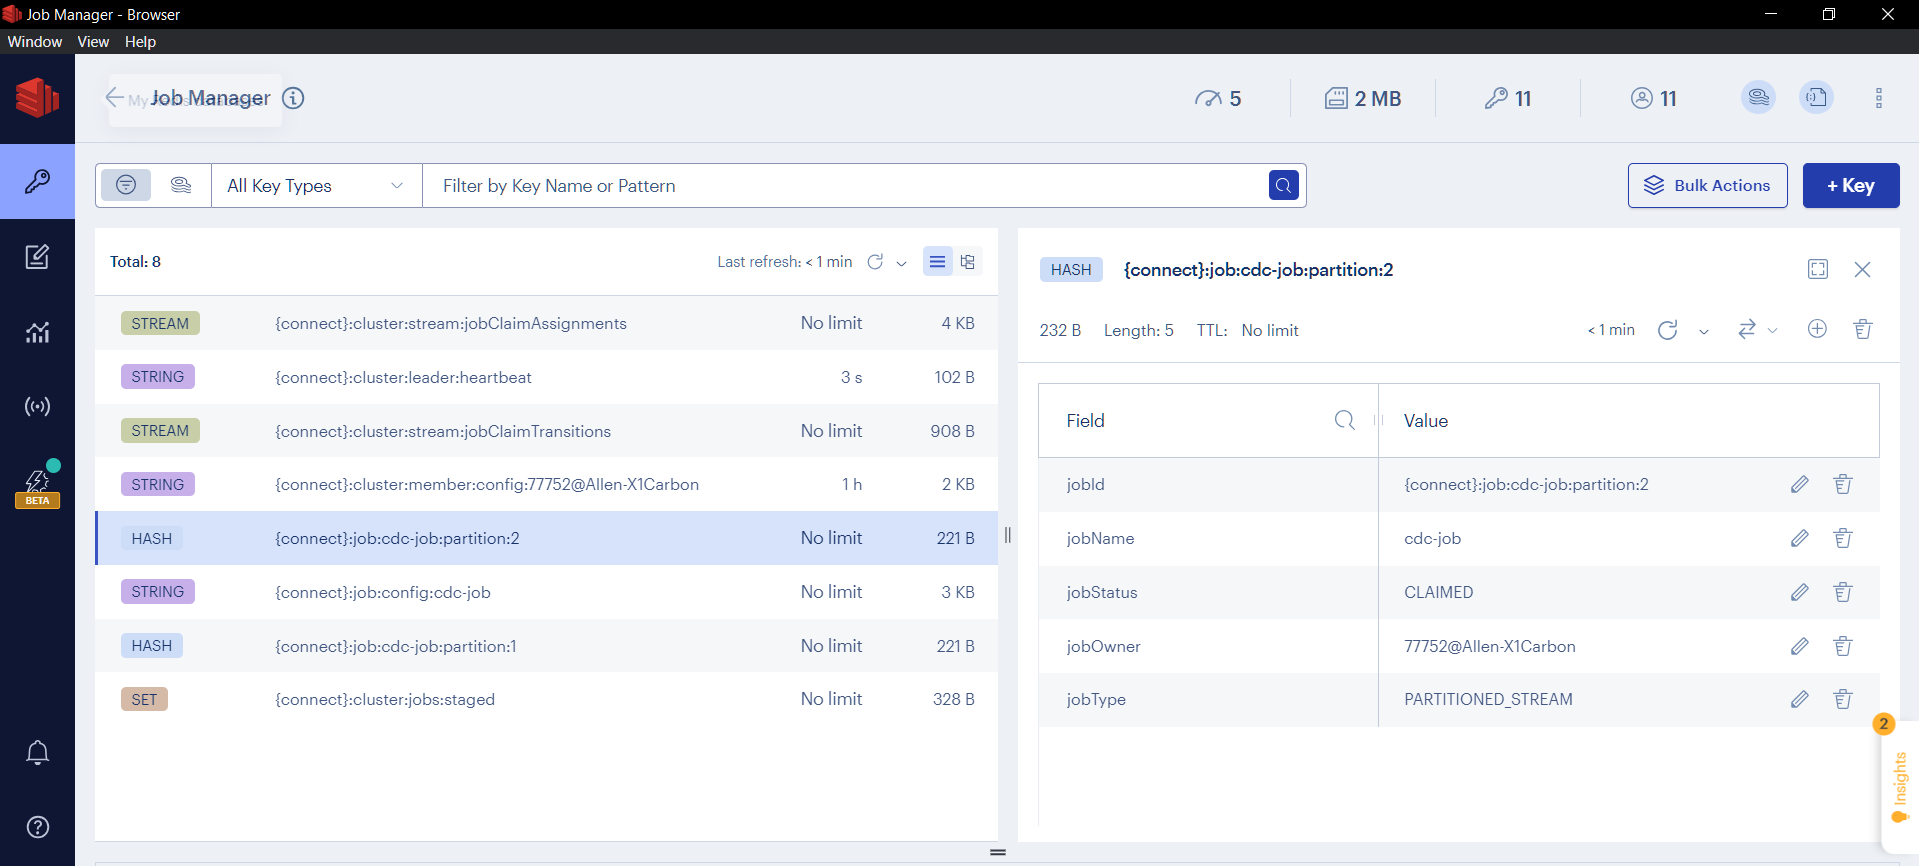 Job Manager - Browser
Window View Help
Job Manager
5
2 MB
11
11
All Key Types
Filter by Key Name or Pattern
Bulk Actions
+ Key
Total: 8
Last refresh: < 1 min
STREAM {connect}:cluster:stream:jobClaimAssignments No limit 4 KB
STRING {connect}:cluster:leader:heartbeat 3 s 102 B
STREAM {connect}:cluster:stream:jobClaimTransitions No limit 908 B
STRING {connect}:cluster:member:config:77752@Allen-X1Carbon 1 h 2 KB
HASH {connect}:job:cdc-job:partition:2 No limit 221 B
STRING {connect}:job:config:cdc-job No limit 3 KB
HASH {connect}:job:cdc-job:partition:1 No limit 221 B
SET {connect}:cluster:jobs:staged No limit 328 B
HASH {connect}:job:cdc-job:partition:2
232 B Length: 5 TTL: No limit < 1 min
Field Value
jobId {connect}:job:cdc-job:partition:2
jobName cdc-job
jobStatus CLAIMED
jobOwner 77752@Allen-X1Carbon
jobType PARTITIONED_STREAM
BETA
2
Insights